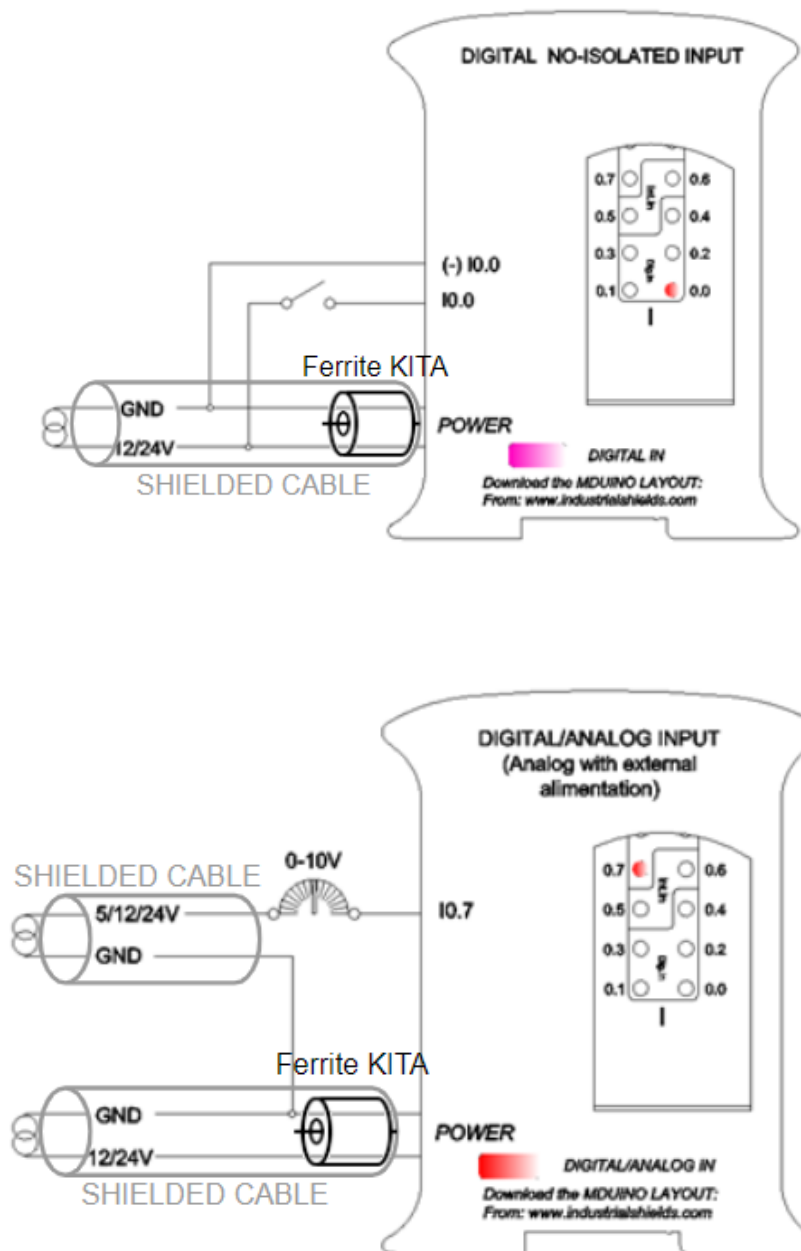 DIGITAL NO-ISOLATED INPUT
0.7
0.6
0.5
0.4
0.3
0.2
0.1
0.0
I
(-) I0.0
I0.0
Ferrite KITA
GND
12/24V
POWER
SHIELDED CABLE
DIGITAL IN
Download the MDUINO LAYOUT:
From: www.industrialshields.com
DIGITAL/ANALOG INPUT
(Analog with external
alimentation)
0-10V
SHIELDED CABLE
5/12/24V
I0.7
GND
0.7
0.6
0.5
0.4
0.3
0.2
0.1
0.0
I
Ferrite KITA
GND
12/24V
POWER
SHIELDED CABLE
DIGITAL/ANALOG IN
Download the MDUINO LAYOUT:
From: www.industrialshields.com